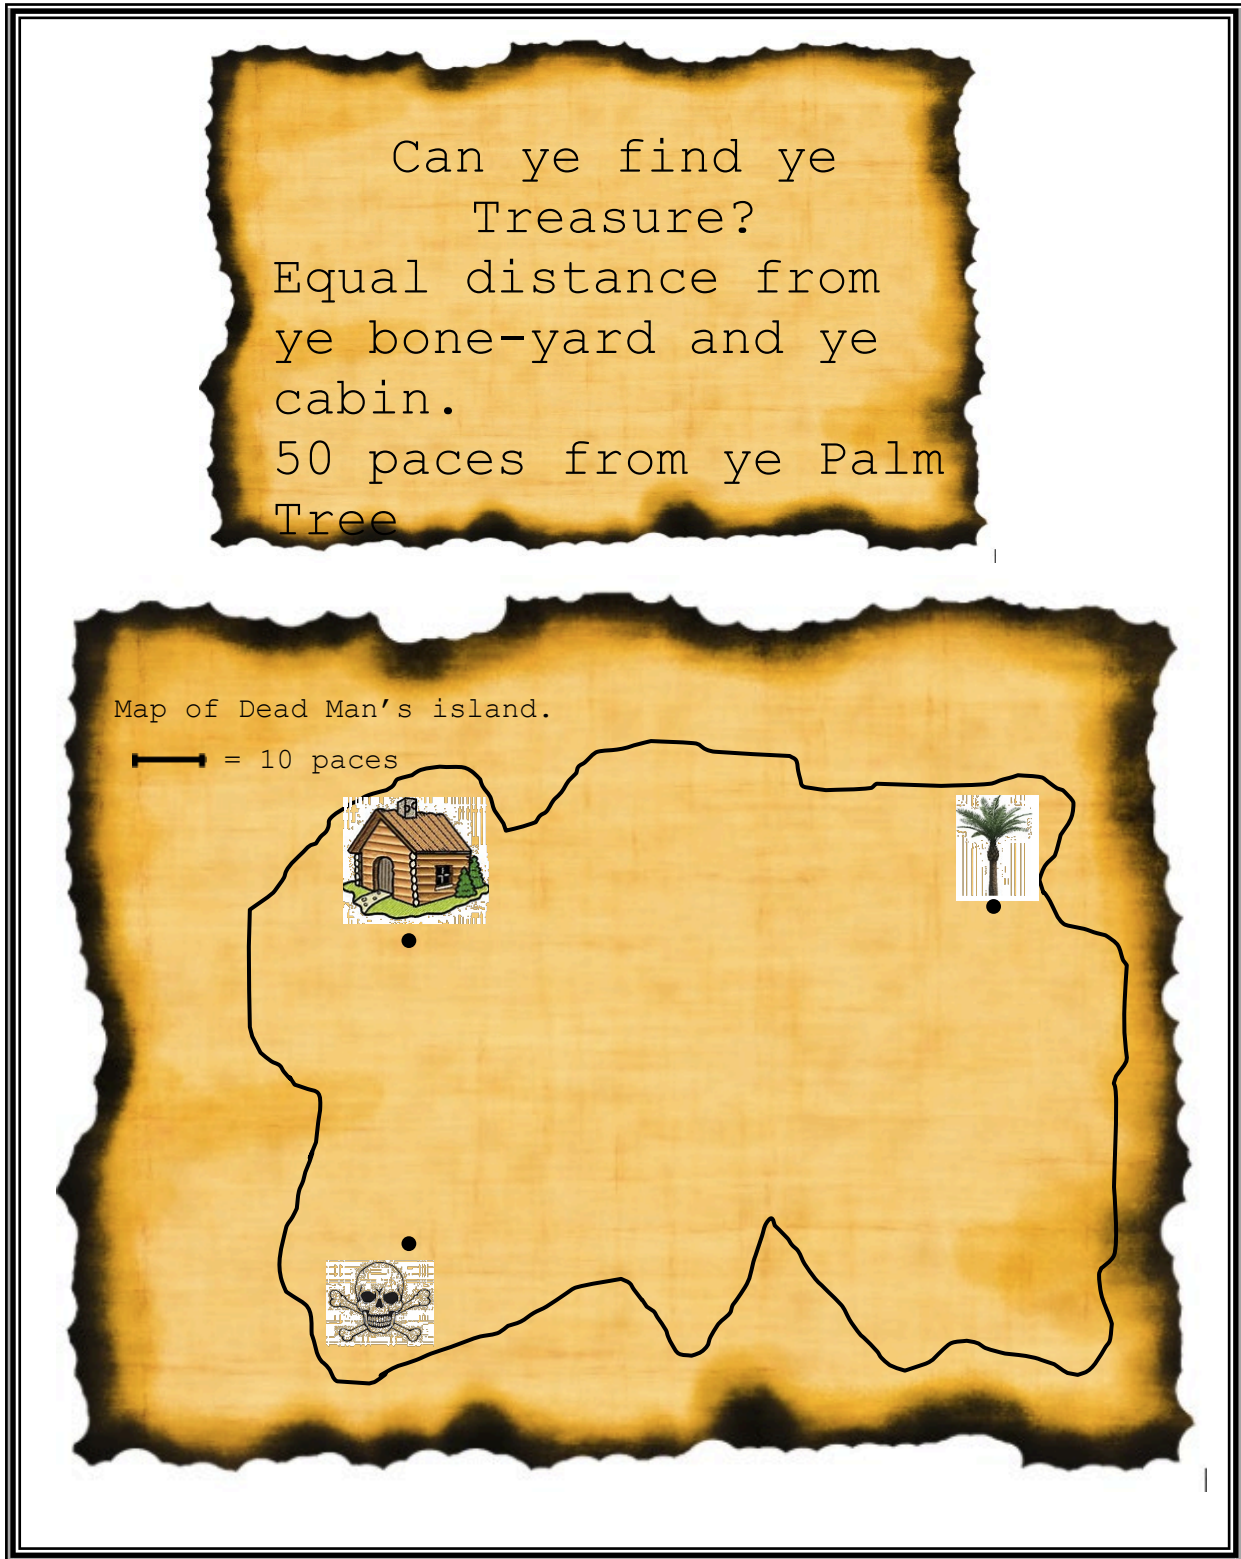 Can ye find ye
Treasure?
Equal distance from
ye bone-yard and ye
cabin.
50 paces from ye Palm
Tree
Map of Dead Man’s island.
= 10 paces